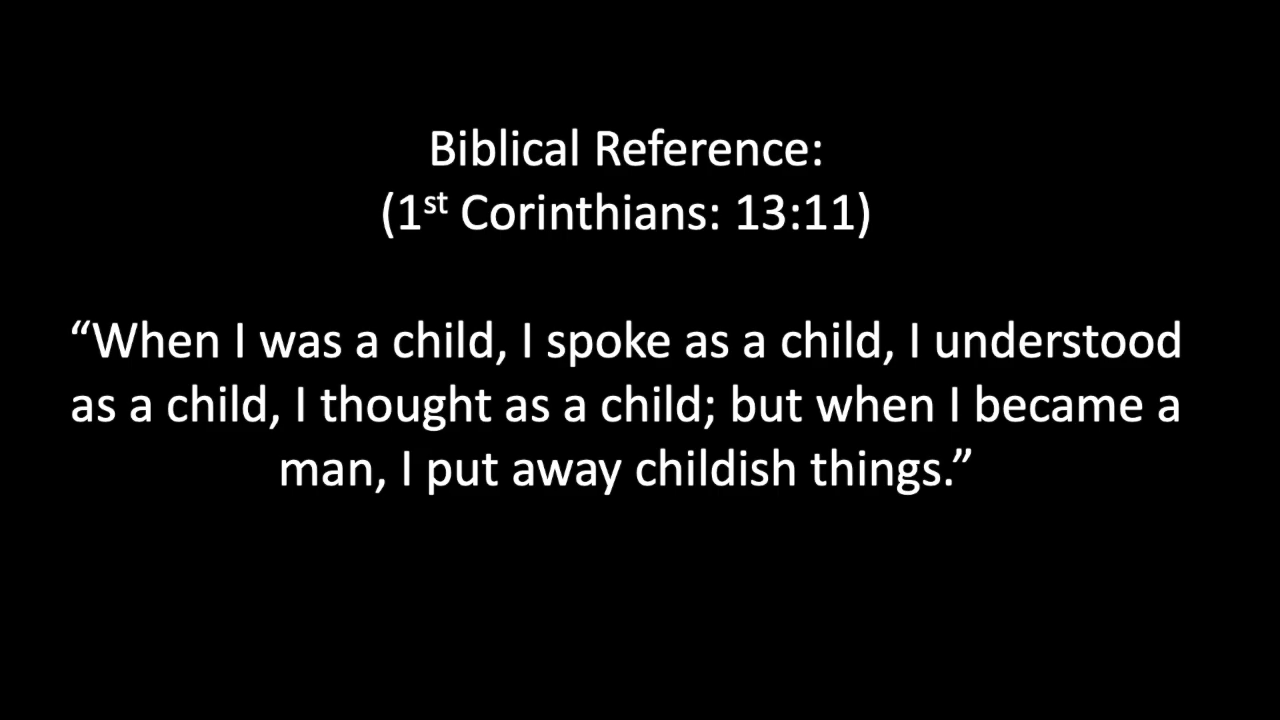 Biblical Reference:
(1st Corinthians: 13:11)
“When I was a child, I spoke as a child, I understood
as a child, I thought as a child; but when I became a
man, I put away childish things.”